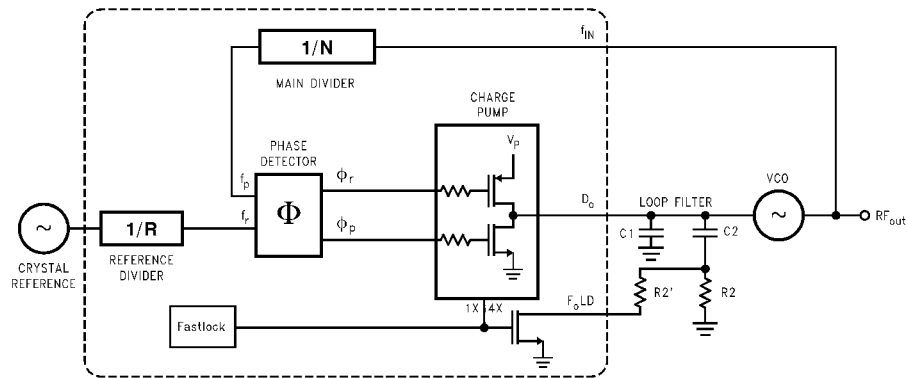 1/N
f_IN
MAIN DIVIDER
CHARGE
PUMP
V_P
PHASE
DETECTOR
f_p
ϕ_r
Φ
f_r
ϕ_p
D_o
LOOP FILTER
VCO
RF_out
C1
C2
~
~
1/R
CRYSTAL
REFERENCE
REFERENCE
DIVIDER
R2'
R2
1X
4X
F_oLD
Fastlock